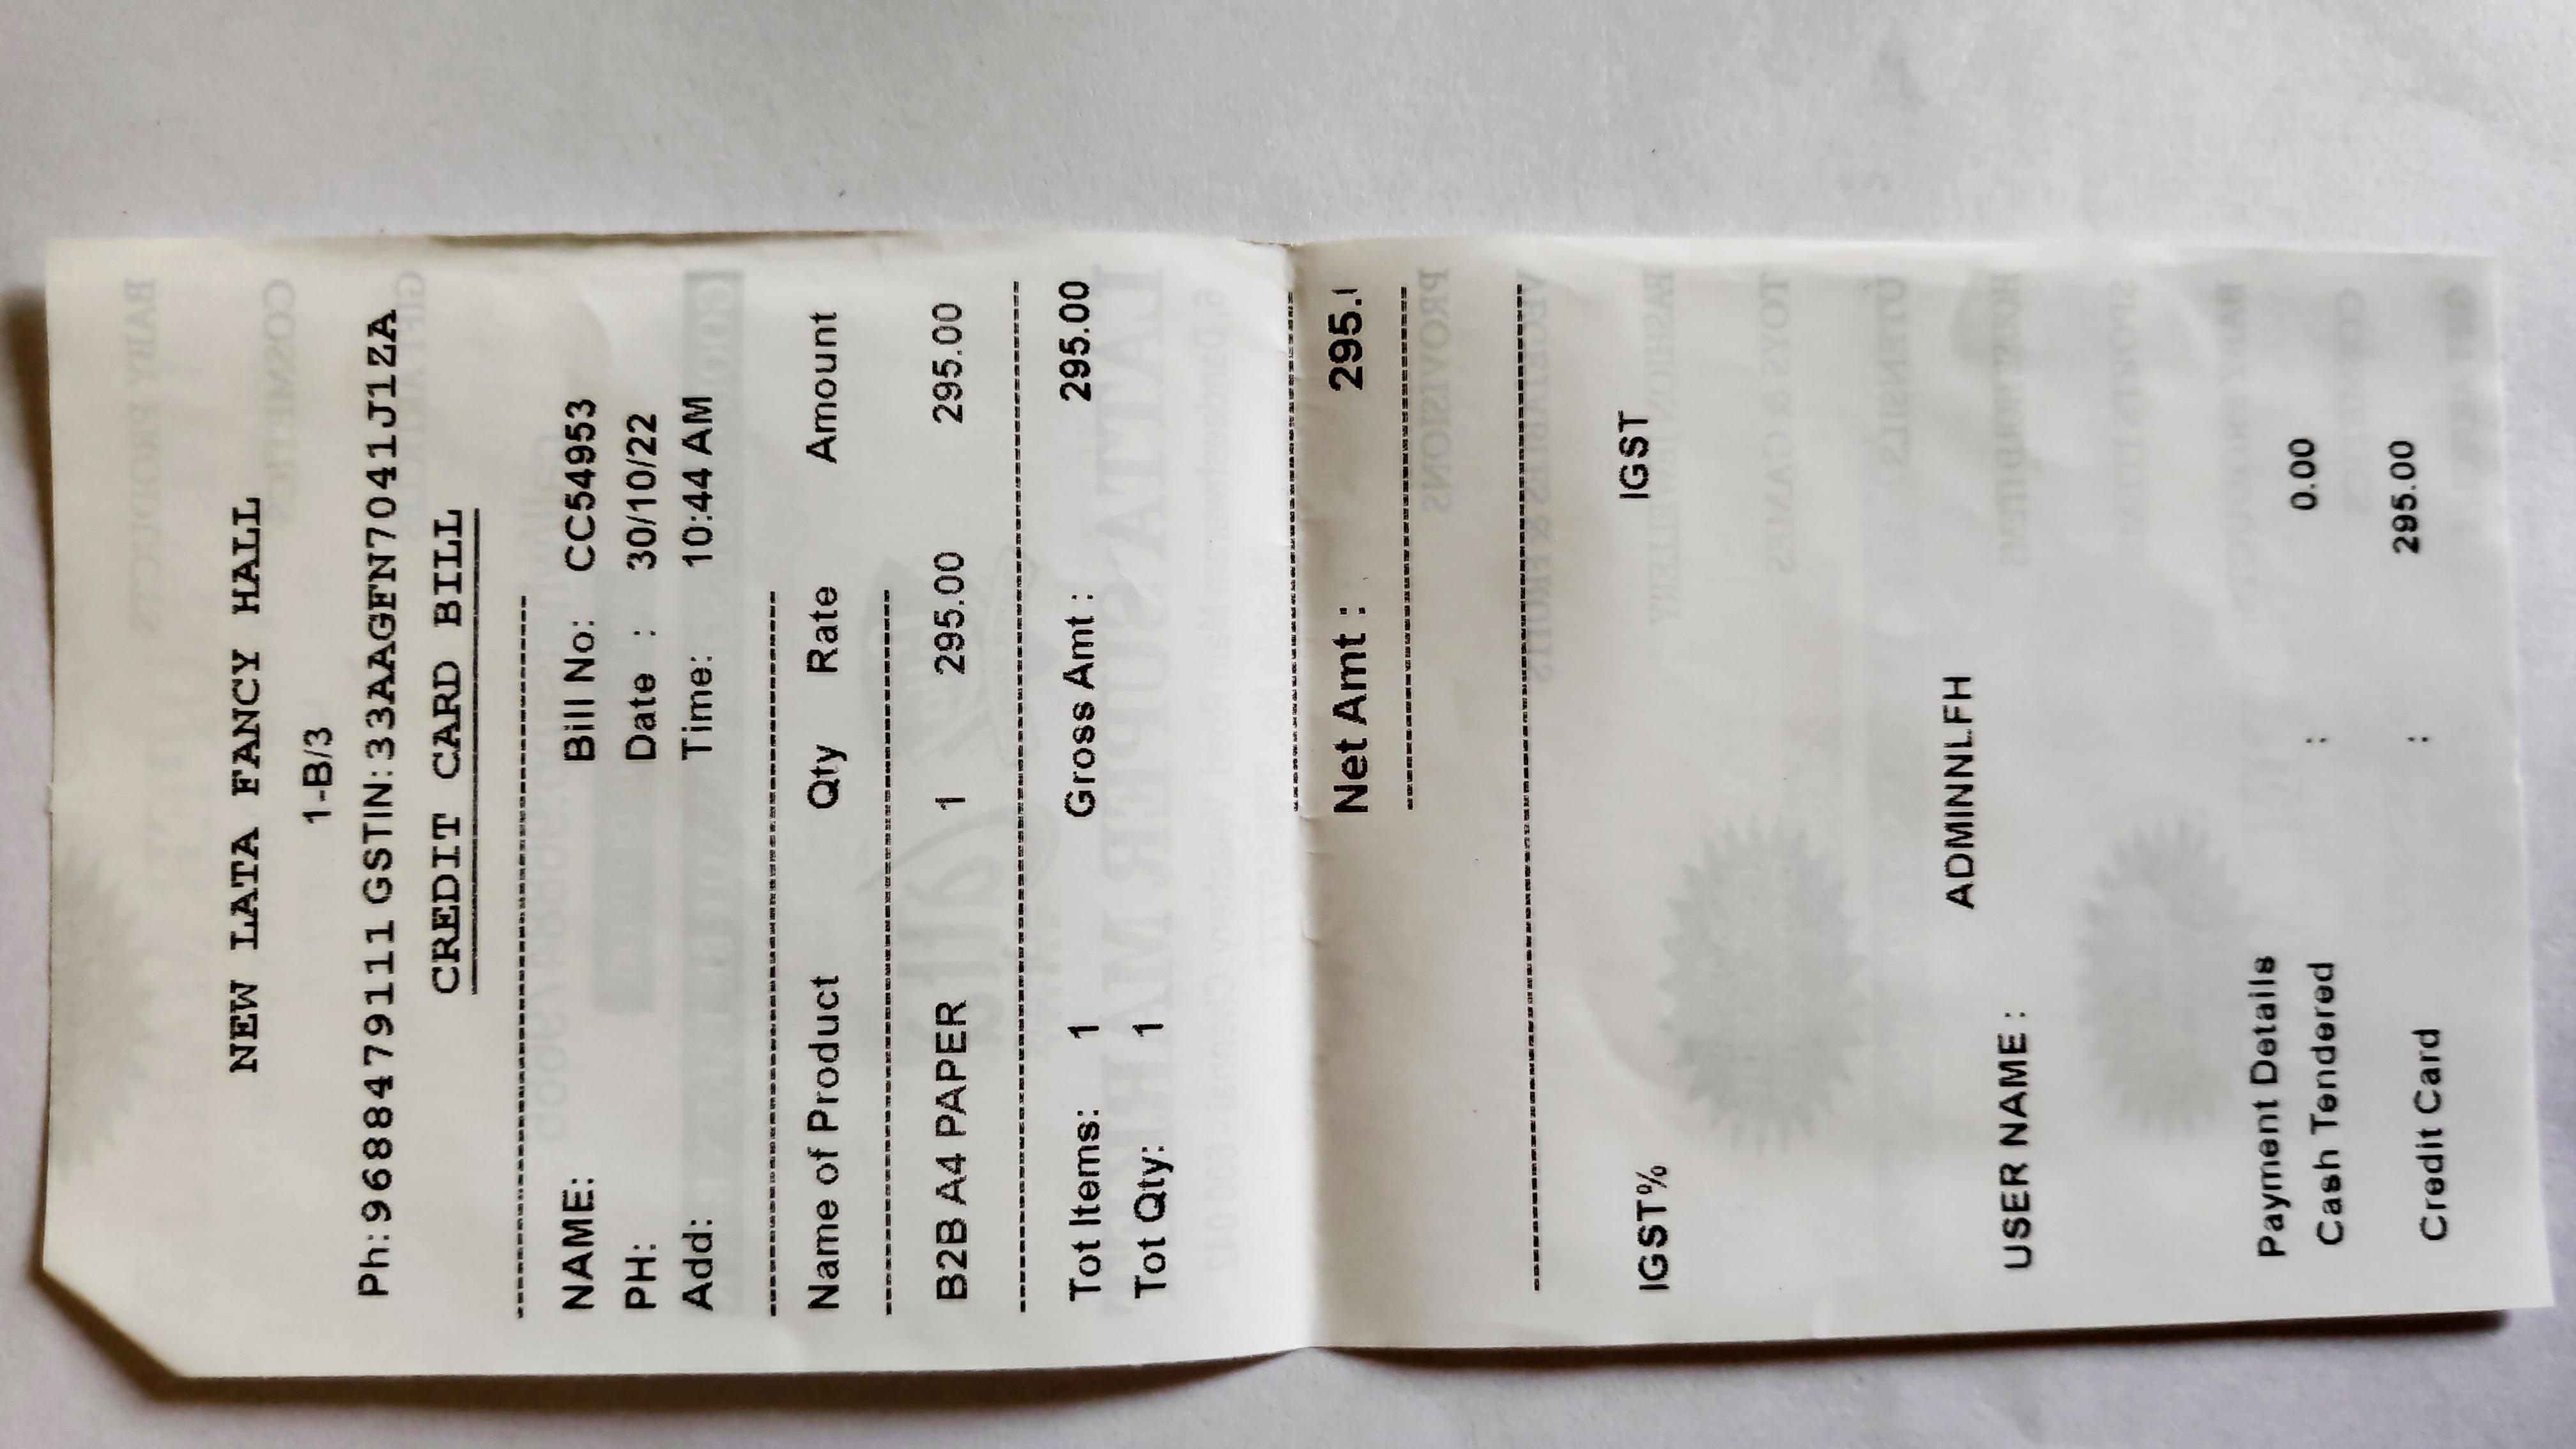 NEW LATA FANCY HALL
1-B/3
Ph:9688479111 GSTIN:33AAGFN7041J1ZA
CREDIT CARD BILL
NAME: Bill No: CC54953
PH: Date : 30/10/22
Add: Time: 10:44 AM
Name of Product Qty Rate Amount
B2B A4 PAPER 1 295.00 295.00
Tot Items: 1 Gross Amt : 295.00
Tot Qty: 1
Net Amt : 295.
IGST% IGST
USER NAME : ADMINNLFH
Payment Details
Cash Tendered : 0.00
Credit Card : 295.00